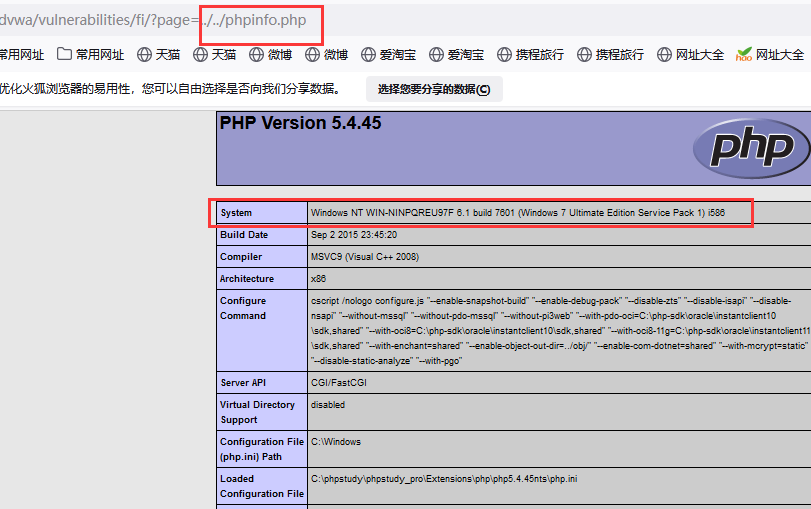 dvwa/vulnerabilities/fi/?page=../../phpinfo.php
常用网址 常用网址 天猫 天猫 微博 微博 爱淘宝 爱淘宝 携程旅行 携程旅行 网址大全 hao 网址大全
优化火狐浏览器的易用性，您可以自由选择是否向我们分享数据。 选择您要分享的数据(C)
PHP Version 5.4.45
php
System Windows NT WIN-NINPQREU97F 6.1 build 7601 (Windows 7 Ultimate Edition Service Pack 1) i586
Build Date Sep 2 2015 23:45:20
Compiler MSVC9 (Visual C++ 2008)
Architecture x86
Configure Command cscript /nologo configure.js "--enable-snapshot-build" "--enable-debug-pack" "--disable-zts" "--disable-isapi" "--disable-
nsapi" "--without-mssql" "--without-pdo-mssql" "--without-pi3web" "--with-pdo-oci=C:\php-sdk\oracle\instantclient10
\sdk,shared" "--with-oci8=C:\php-sdk\oracle\instantclient10\sdk,shared" "--with-oci8-11g=C:\php-sdk\oracle\instantclient11
\sdk,shared" "--with-enchant=shared" "--enable-object-out-dir=../obj/" "--enable-com-dotnet=shared" "--with-mcrypt=static"
"--disable-static-analyze" "--with-pgo"
Server API CGI/FastCGI
Virtual Directory Support disabled
Configuration File (php.ini) Path C:\Windows
Loaded Configuration File C:\phpstudy\phpstudy_pro\Extensions\php\php5.4.45nts\php.ini